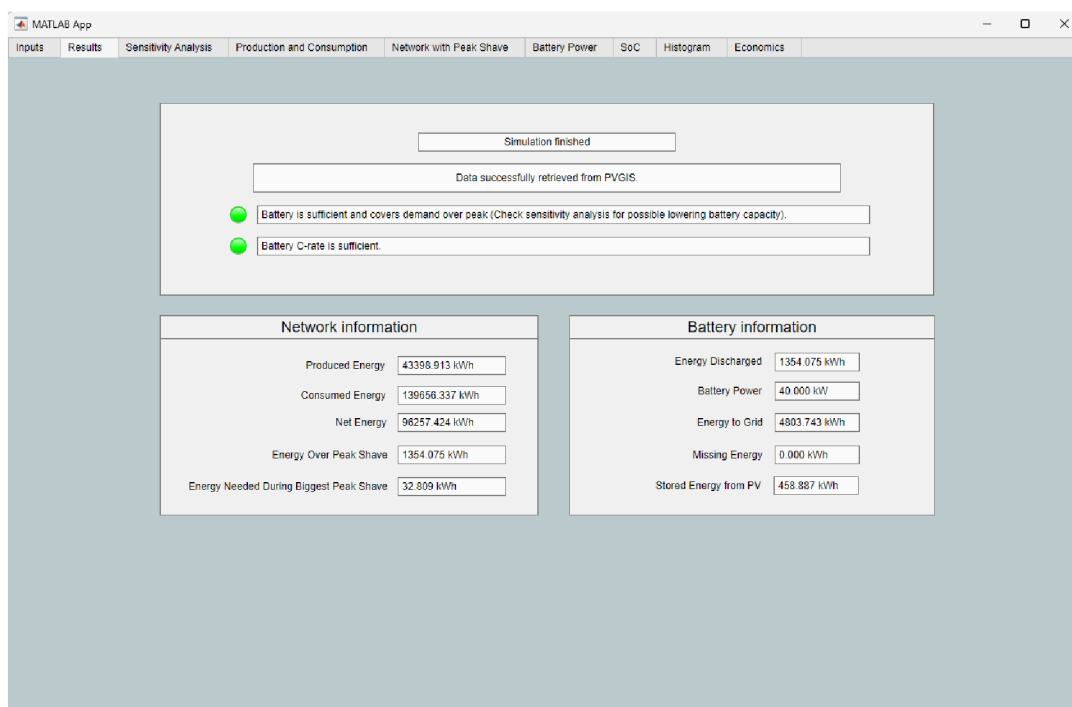 MATLAB App
Inputs Results Sensitivity Analysis Production and Consumption Network with Peak Shave Battery Power SoC Histogram Economics
Simulation finished
Data successfully retrieved from PVGIS.
Battery is sufficient and covers demand over peak (Check sensitivity analysis for possible lowering battery capacity).
Battery C-rate is sufficient.
Network information
Produced Energy 43398.913 kWh
Consumed Energy 139656.337 kWh
Net Energy 96257.424 kWh
Energy Over Peak Shave 1354.075 kWh
Energy Needed During Biggest Peak Shave 32.809 kWh
Battery information
Energy Discharged 1354.075 kWh
Battery Power 40.000 kW
Energy to Grid 4803.743 kWh
Missing Energy 0.000 kWh
Stored Energy from PV 458.887 kWh